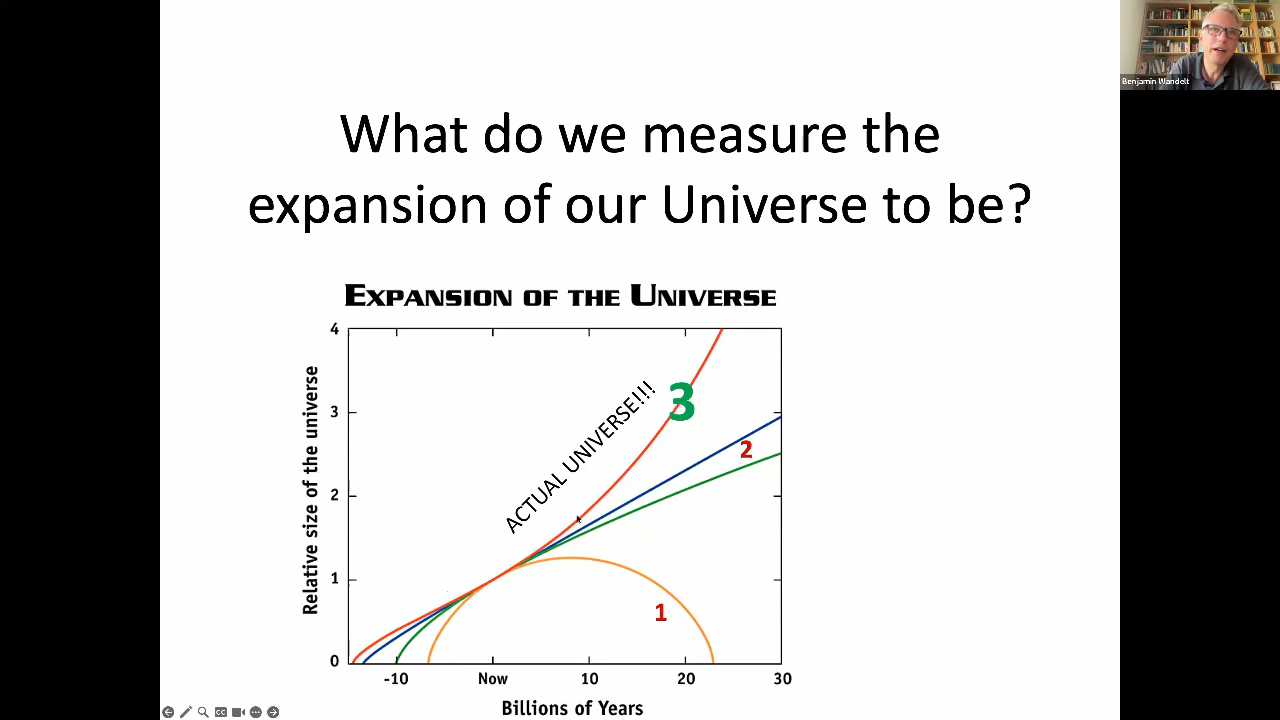 Benjamin Wandelt
What do we measure the
expansion of our Universe to be?
EXPANSION OF THE UNIVERSE
Relative size of the universe
4
3
2
1
0
ACTUAL UNIVERSE!!!
3
2
1
-10
Now
10
20
30
Billions of Years
CC